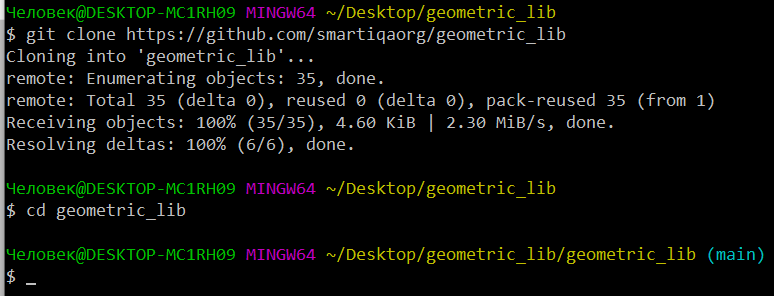 Человек@DESKTOP-MC1RH09 MINGW64 ~/Desktop/geometric_lib
$ git clone https://github.com/smartiqaorg/geometric_lib
Cloning into 'geometric_lib'...
remote: Enumerating objects: 35, done.
remote: Total 35 (delta 0), reused 0 (delta 0), pack-reused 35 (from 1)
Receiving objects: 100% (35/35), 4.60 KiB | 2.30 MiB/s, done.
Resolving deltas: 100% (6/6), done.
Человек@DESKTOP-MC1RH09 MINGW64 ~/Desktop/geometric_lib
$ cd geometric_lib
Человек@DESKTOP-MC1RH09 MINGW64 ~/Desktop/geometric_lib/geometric_lib (main)
$ _